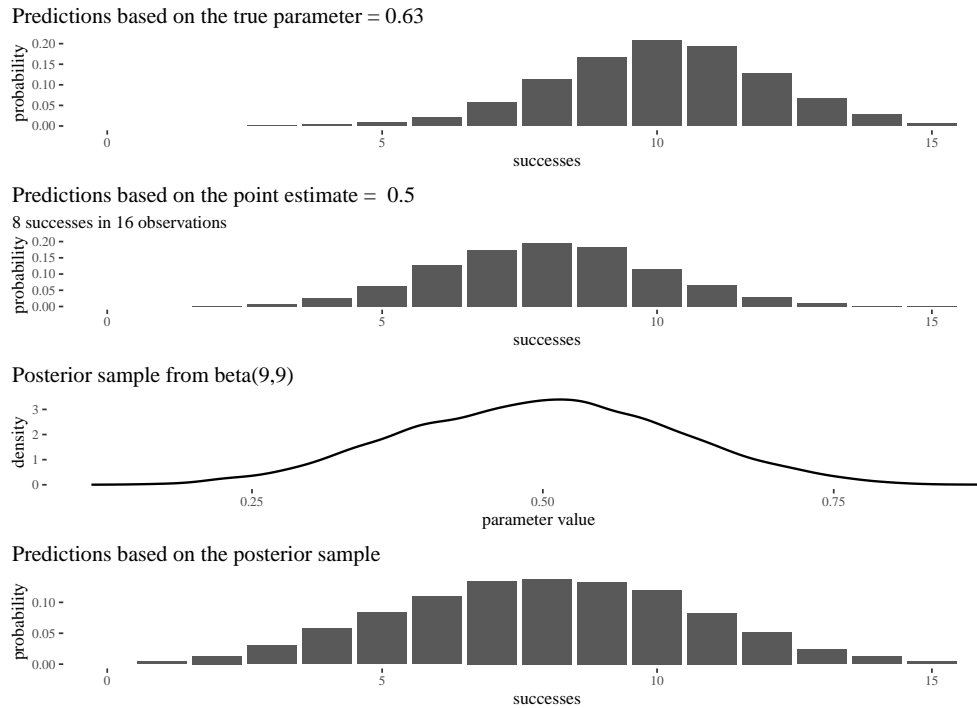 Predictions based on the true parameter = 0.63
probability
0.20
0.15
0.10
0.05
0.00
0 5 10 15
successes
Predictions based on the point estimate =  0.5
8 successes in 16 observations
probability
0.20
0.15
0.10
0.05
0.00
0 5 10 15
successes
Posterior sample from beta(9,9)
density
3
2
1
0
0.25 0.50 0.75
parameter value
Predictions based on the posterior sample
probability
0.10
0.05
0.00
0 5 10 15
successes